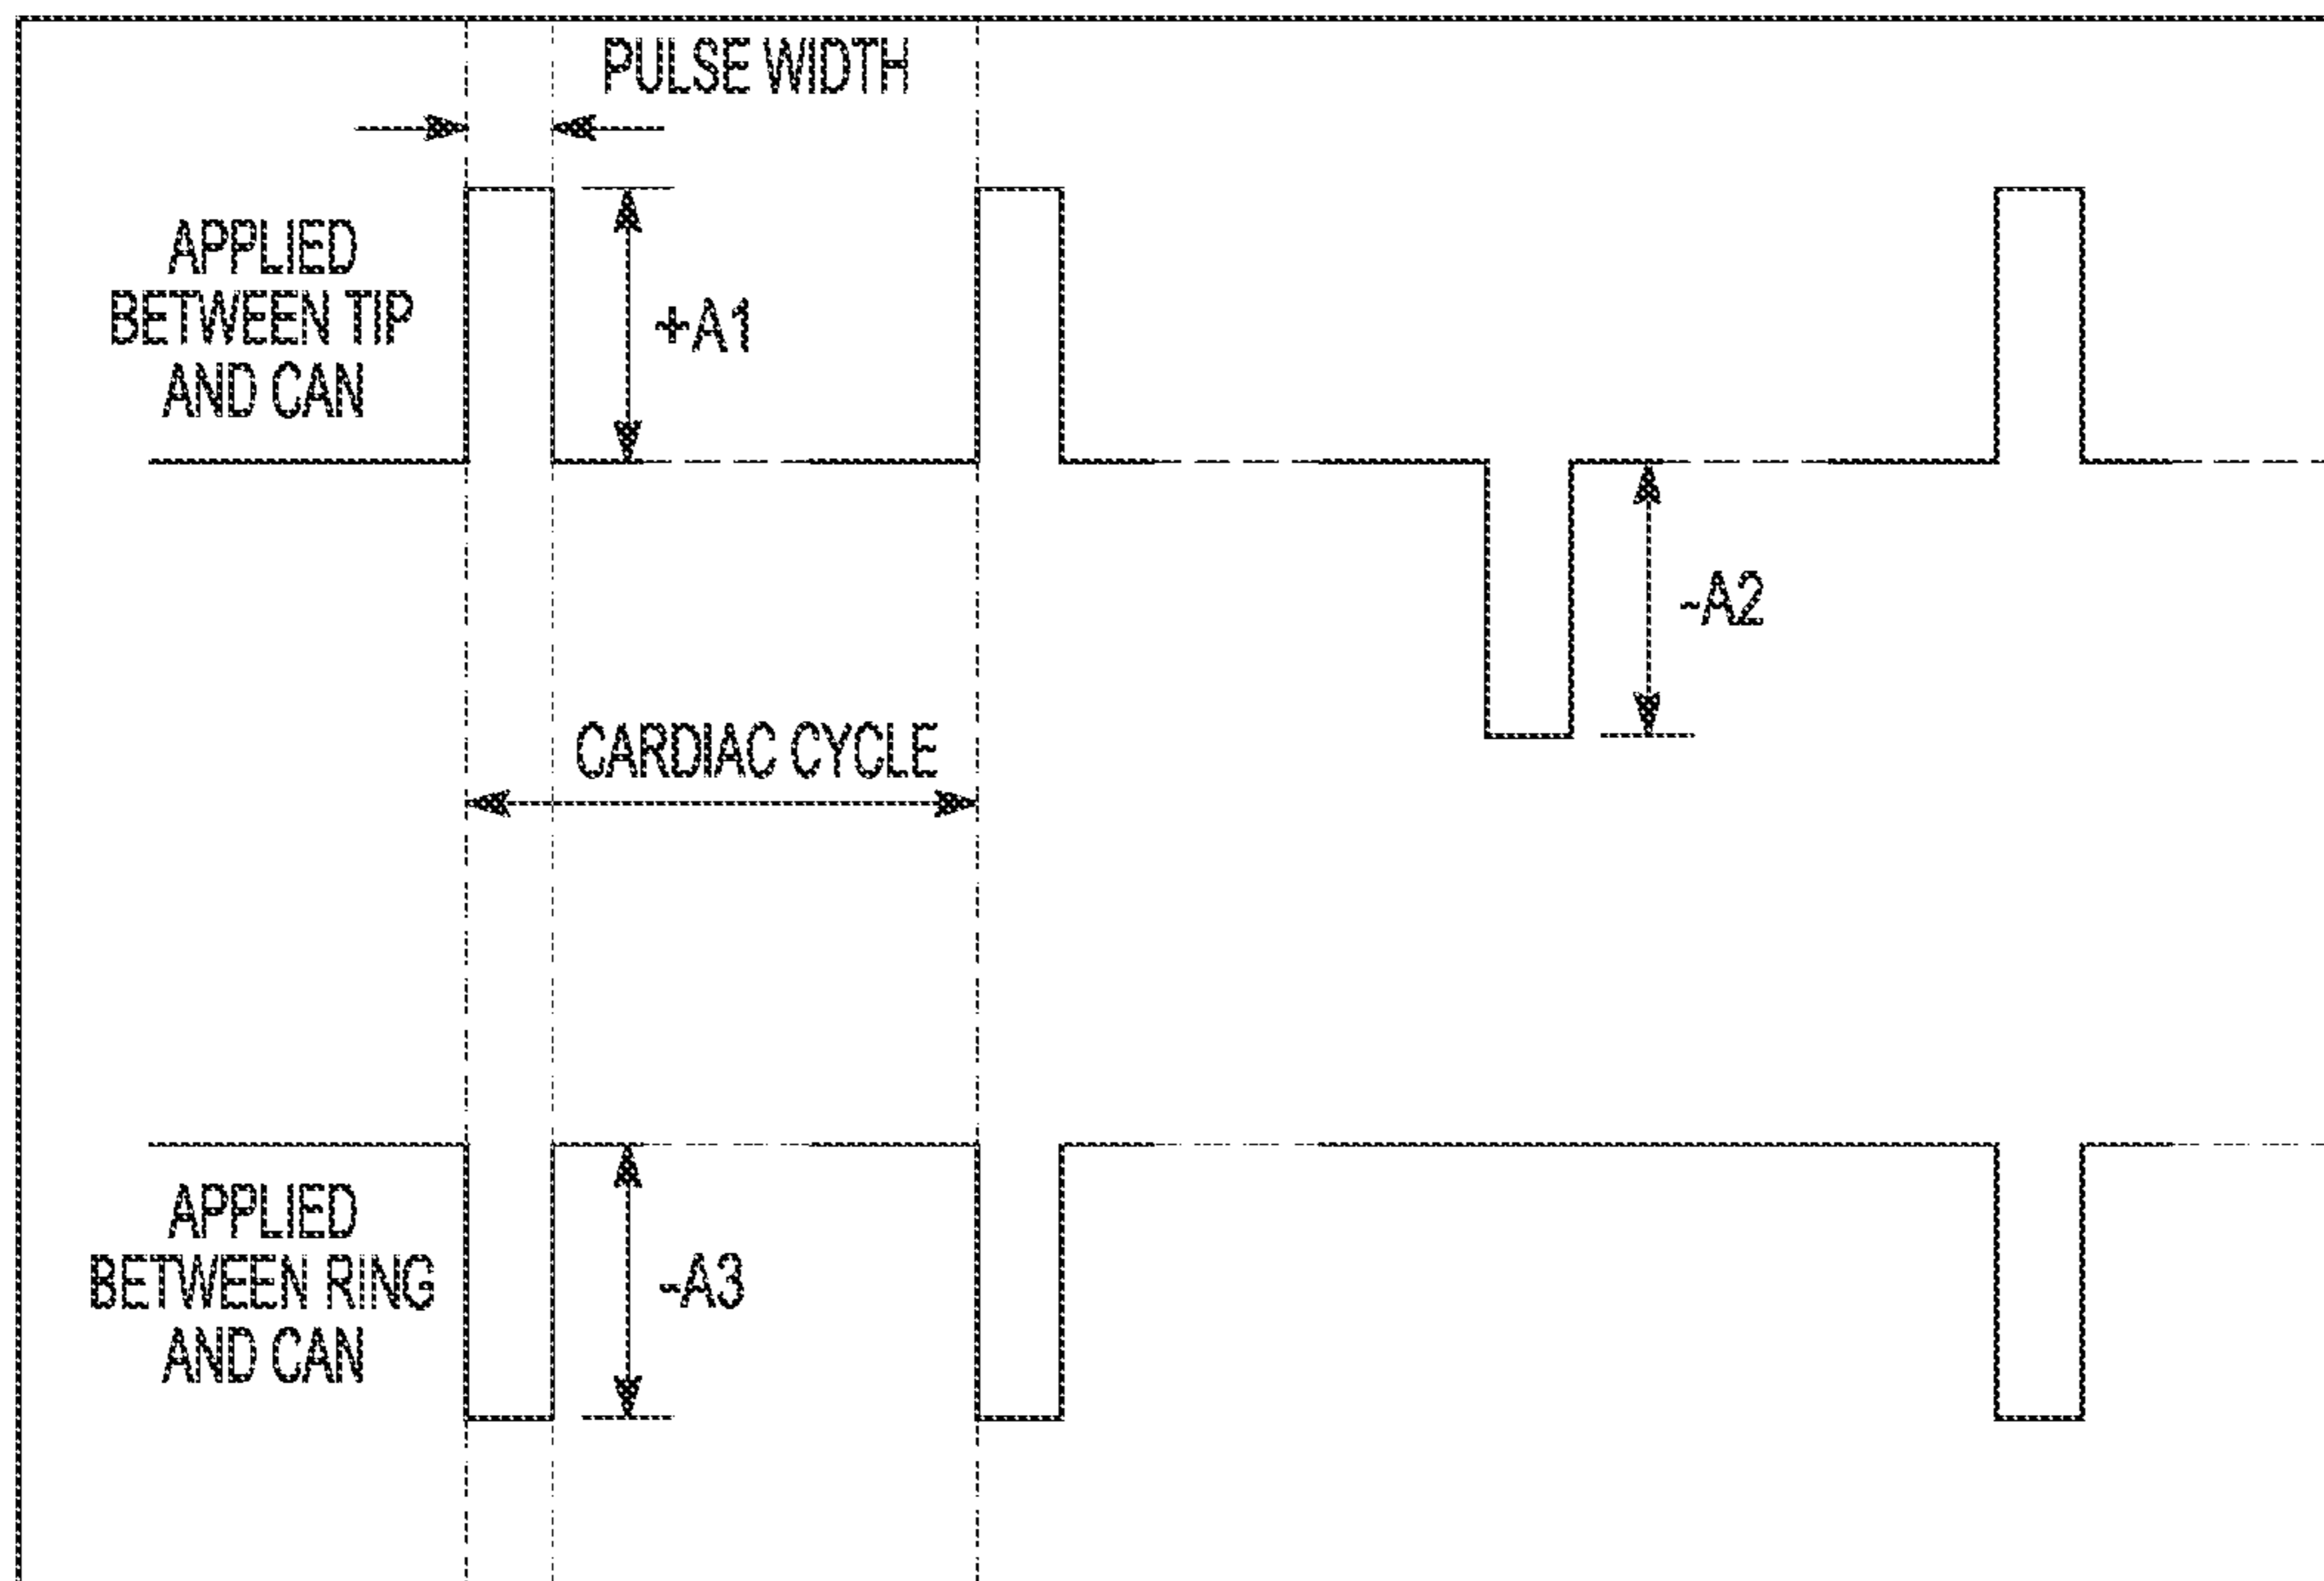 PULSE WIDTH
APPLIED
BETWEEN TIP
AND CAN
+A1
-A2
CARDIAC CYCLE
APPLIED
BETWEEN RING
AND CAN
-A3